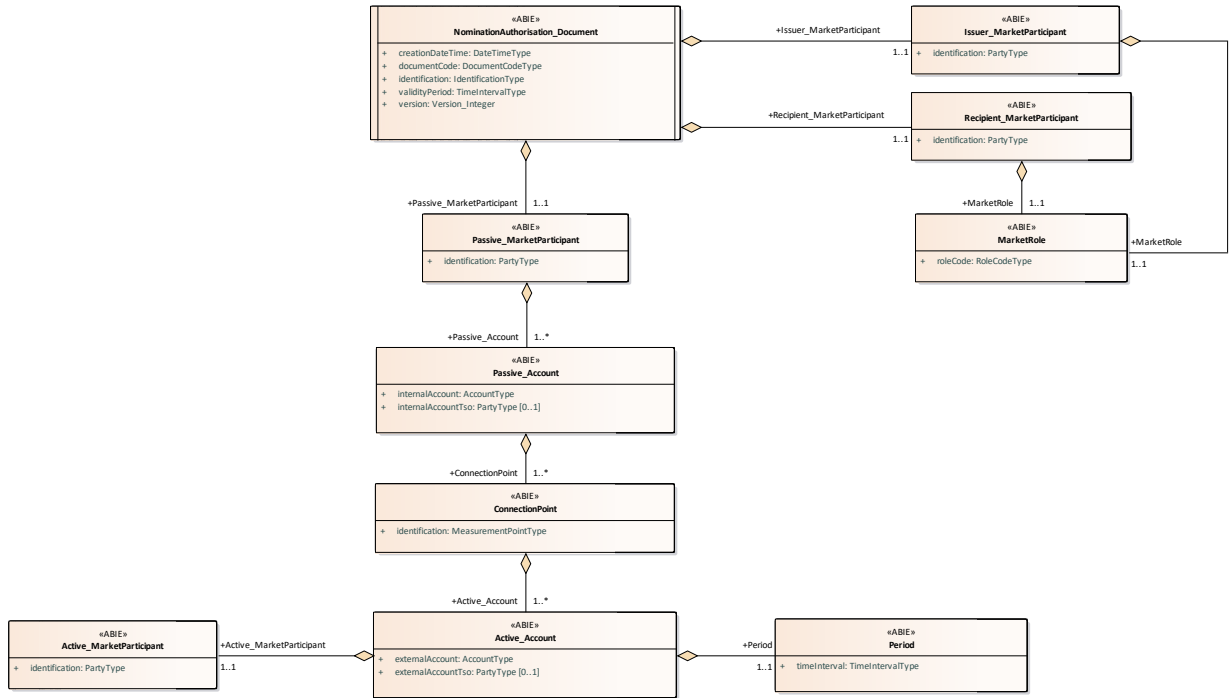 «ABIE»
NominationAuthorisation_Document
+ creationDateTime: DateTimeType
+ documentCode: DocumentCodeType
+ identification: IdentificationType
+ validityPeriod: TimeIntervalType
+ version: Version_Integer
+Issuer_MarketParticipant
1..1
«ABIE»
Issuer_MarketParticipant
+ identification: PartyType
+Recipient_MarketParticipant
1..1
«ABIE»
Recipient_MarketParticipant
+ identification: PartyType
+MarketRole 1..1
«ABIE»
MarketRole
+ roleCode: RoleCodeType
+MarketRole
1..1
+Passive_MarketParticipant 1..1
«ABIE»
Passive_MarketParticipant
+ identification: PartyType
+Passive_Account 1..*
«ABIE»
Passive_Account
+ internalAccount: AccountType
+ internalAccountTso: PartyType [0..1]
+ConnectionPoint 1..*
«ABIE»
ConnectionPoint
+ identification: MeasurementPointType
+Active_Account 1..*
«ABIE»
Active_MarketParticipant
+ identification: PartyType
+Active_MarketParticipant
1..1
«ABIE»
Active_Account
+ externalAccount: AccountType
+ externalAccountTso: PartyType [0..1]
+Period
1..1
«ABIE»
Period
+ timeInterval: TimeIntervalType